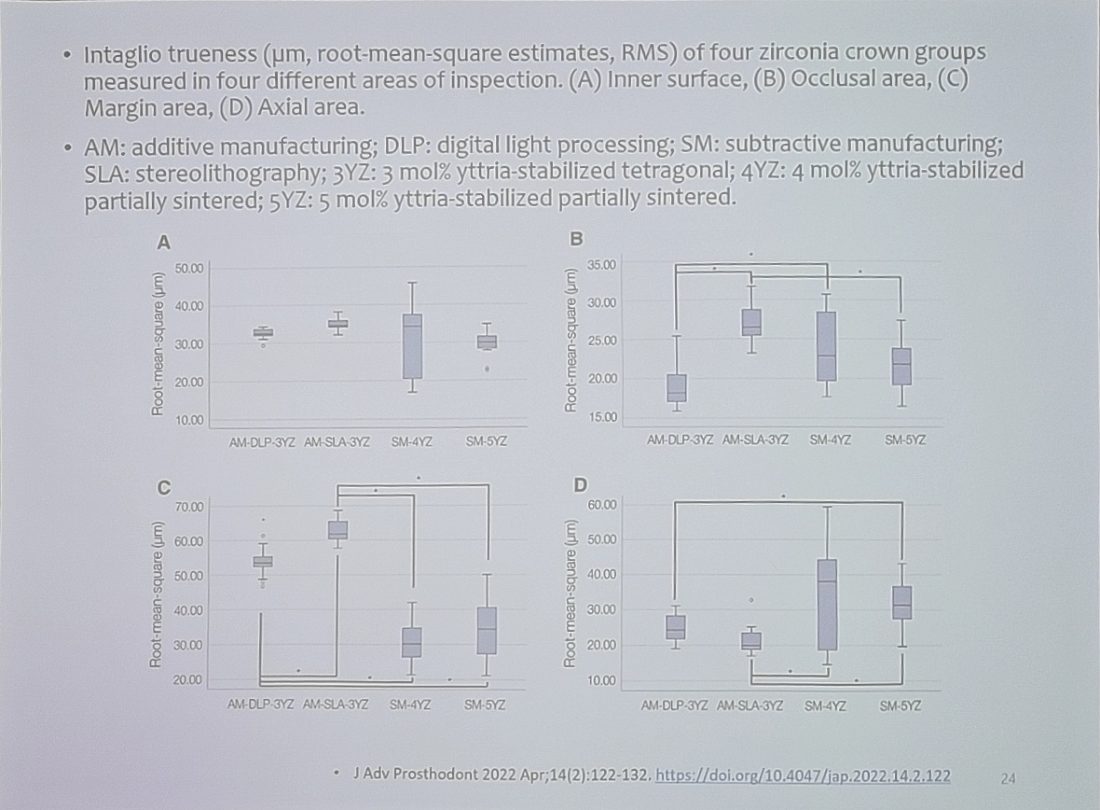 • Intaglio trueness (µm, root-mean-square estimates, RMS) of four zirconia crown groups
measured in four different areas of inspection. (A) Inner surface, (B) Occlusal area, (C)
Margin area, (D) Axial area.
• AM: additive manufacturing; DLP: digital light processing; SM: subtractive manufacturing;
SLA: stereolithography; 3YZ: 3 mol% yttria-stabilized tetragonal; 4YZ: 4 mol% yttria-stabilized
partially sintered; 5YZ: 5 mol% yttria-stabilized partially sintered.
A
Root-mean-square (µm)
50.00
40.00
30.00
20.00
10.00
AM-DLP-3YZ AM-SLA-3YZ SM-4YZ SM-5YZ
B
Root-mean-square (µm)
35.00
30.00
25.00
20.00
15.00
AM-DLP-3YZ AM-SLA-3YZ SM-4YZ SM-5YZ
C
Root-mean-square (µm)
70.00
60.00
50.00
40.00
30.00
20.00
AM-DLP-3YZ AM-SLA-3YZ SM-4YZ SM-5YZ
D
Root-mean-square (µm)
60.00
50.00
40.00
30.00
20.00
10.00
AM-DLP-3YZ AM-SLA-3YZ SM-4YZ SM-5YZ
• J Adv Prosthodont 2022 Apr;14(2):122-132. https://doi.org/10.4047/jap.2022.14.2.122
24